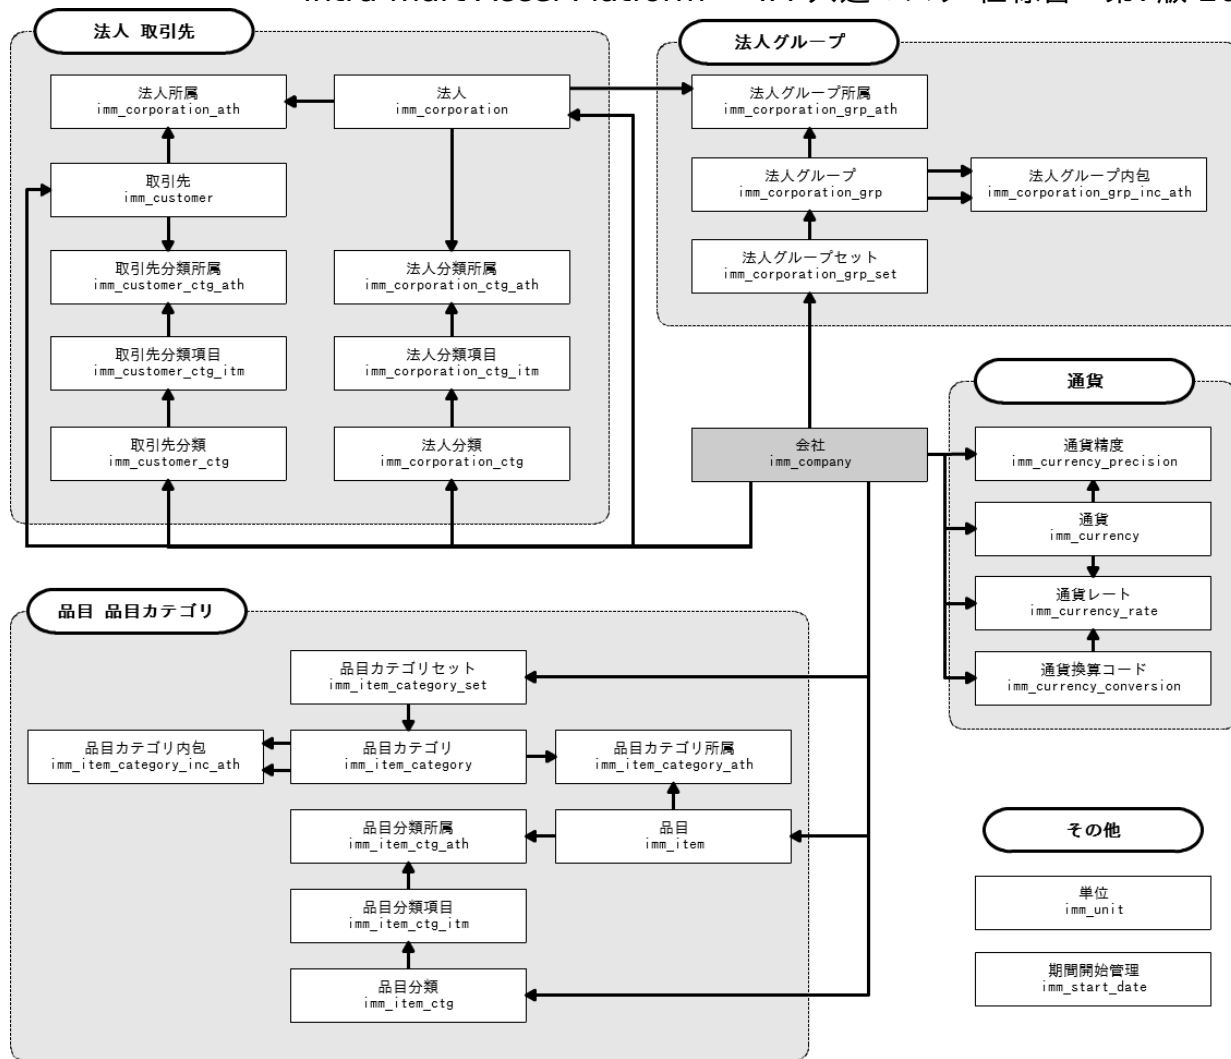 法人 取引先
法人所属
imm_corporation_ath
法人
imm_corporation
取引先
imm_customer
取引先分類所属
imm_customer_ctg_ath
法人分類所属
imm_corporation_ctg_ath
取引先分類項目
imm_customer_ctg_itm
法人分類項目
imm_corporation_ctg_itm
取引先分類
imm_customer_ctg
法人分類
imm_corporation_ctg
法人グループ
法人グループ所属
imm_corporation_grp_ath
法人グループ
imm_corporation_grp
法人グループ内包
imm_corporation_grp_inc_ath
法人グループセット
imm_corporation_grp_set
会社
imm_company
通貨
通貨精度
imm_currency_precision
通貨
imm_currency
通貨レート
imm_currency_rate
通貨換算コード
imm_currency_conversion
品目 品目カテゴリ
品目カテゴリセット
imm_item_category_set
品目カテゴリ内包
imm_item_category_inc_ath
品目カテゴリ
imm_item_category
品目カテゴリ所属
imm_item_category_ath
品目分類所属
imm_item_ctg_ath
品目
imm_item
品目分類項目
imm_item_ctg_itm
品目分類
imm_item_ctg
その他
単位
imm_unit
期間開始管理
imm_start_date